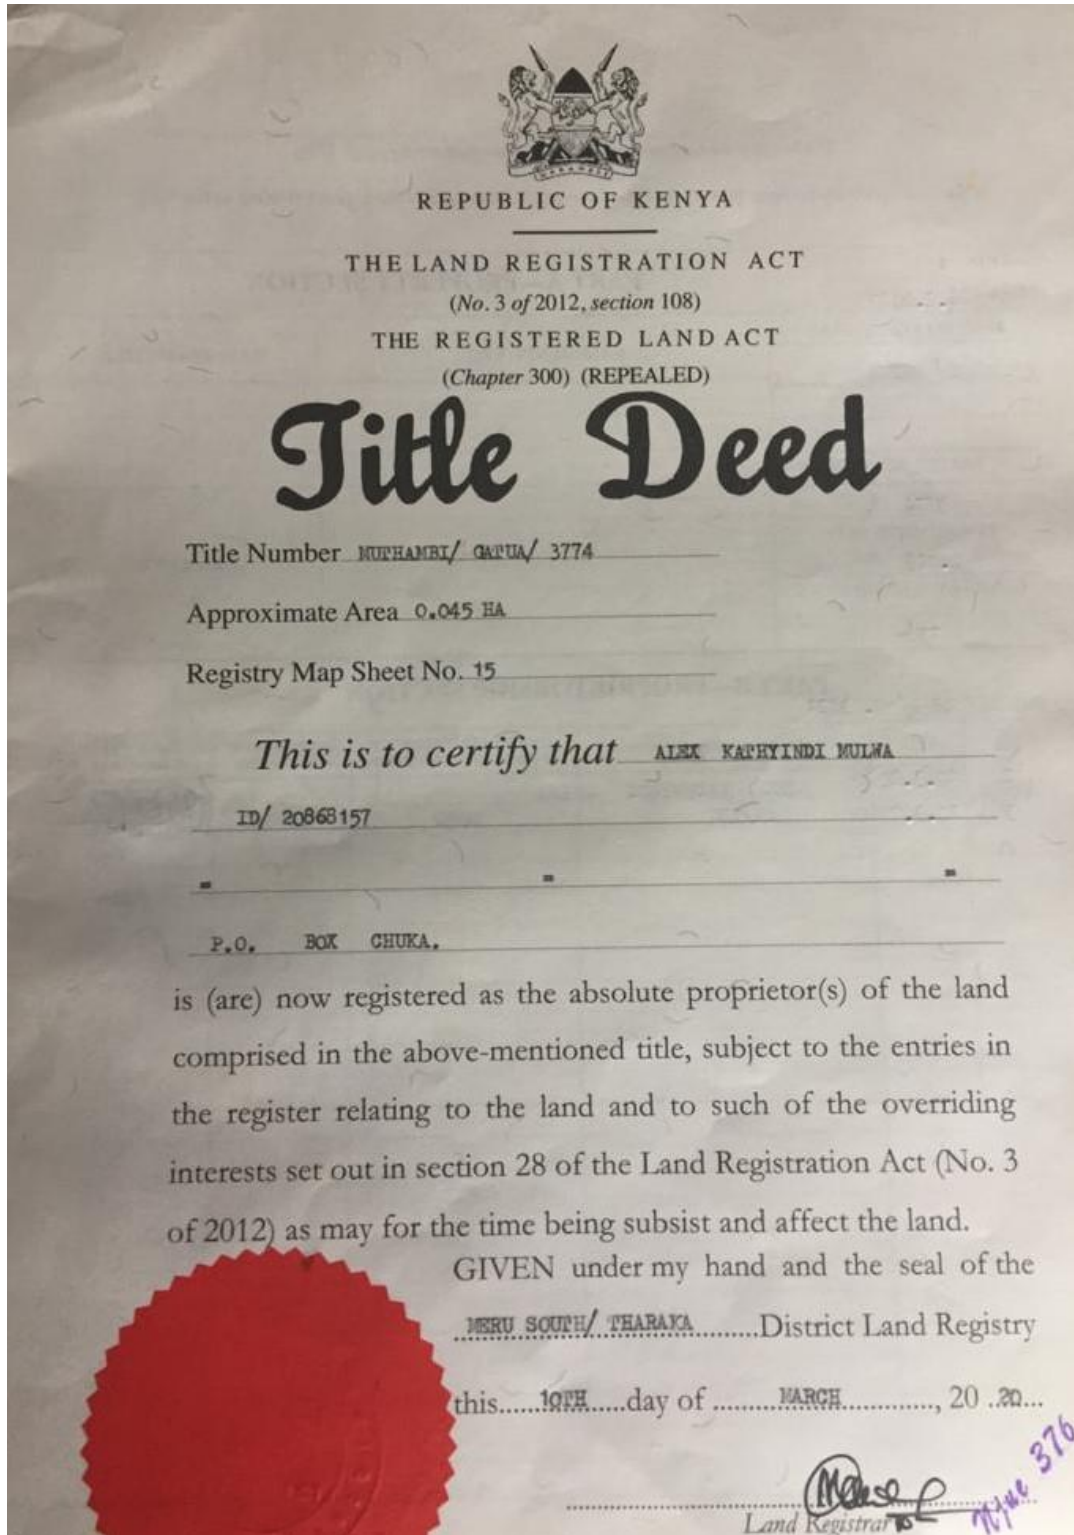 REPUBLIC OF KENYA
THE LAND REGISTRATION ACT
(No. 3 of 2012, section 108)
THE REGISTERED LAND ACT
(Chapter 300) (REPEALED)
Title Deed
Title Number MUTHAMBI/ GATUA/ 3774
Approximate Area 0.045 HA
Registry Map Sheet No. 15
This is to certify that ALEX KATHYINDI MULWA
ID/ 20868157
- - -
P.O. BOX CHUKA.
is (are) now registered as the absolute proprietor(s) of the land
comprised in the above-mentioned title, subject to the entries in
the register relating to the land and to such of the overriding
interests set out in section 28 of the Land Registration Act (No. 3
of 2012) as may for the time being subsist and affect the land.
GIVEN under my hand and the seal of the
MERU SOUTH/ THARAKA District Land Registry
this 10TH day of MARCH, 20 20
376
Land Registrar